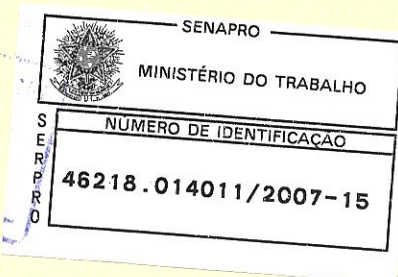 SENAPRO
MINISTÉRIO DO TRABALHO
SERPRO
NÚMERO DE IDENTIFICAÇÃO
46218.014011/2007-15